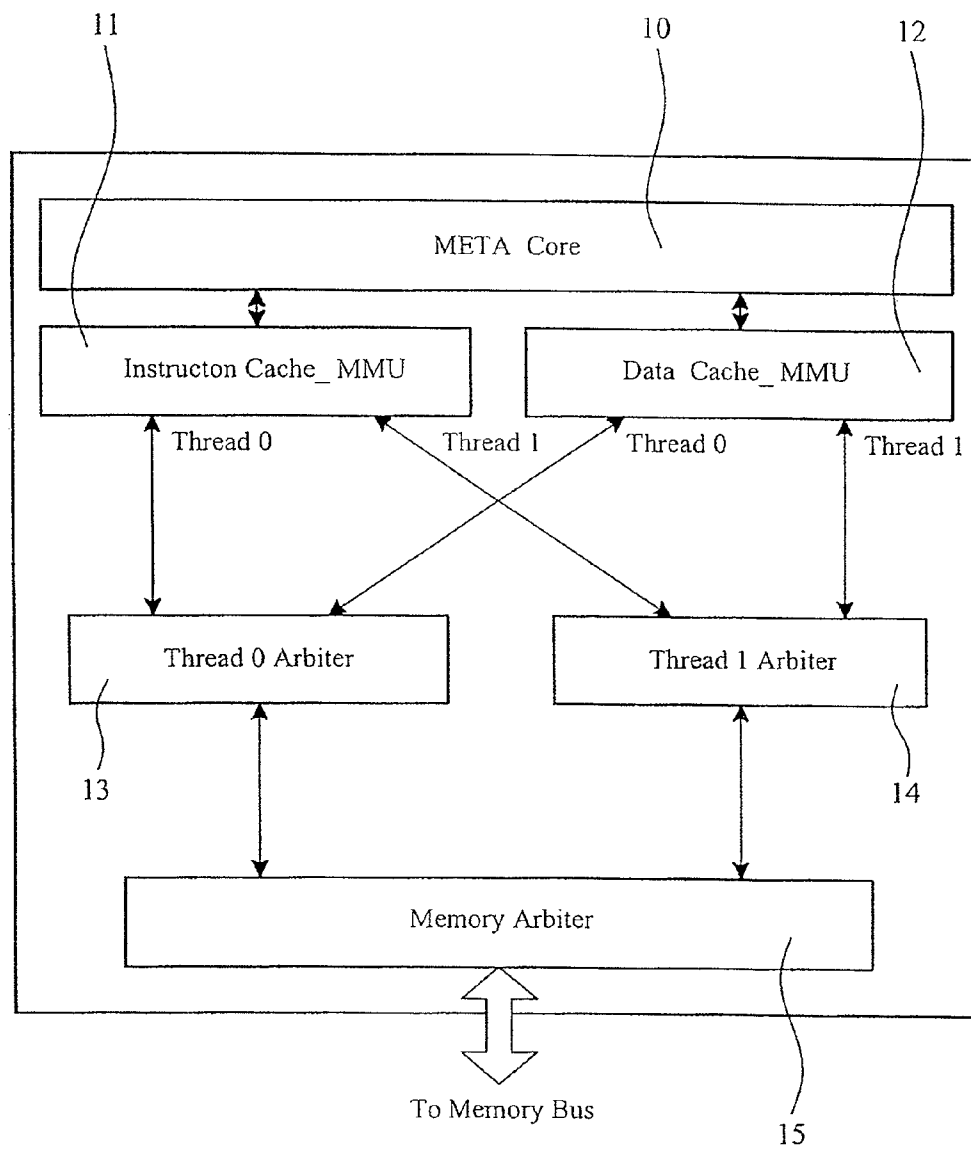 11
10
12
META Core
Instructon Cache_ MMU
Data Cache_ MMU
Thread 0
Thread 1
Thread 0
Thread 1
Thread 0 Arbiter
Thread 1 Arbiter
13
14
Memory Arbiter
To Memory Bus
15